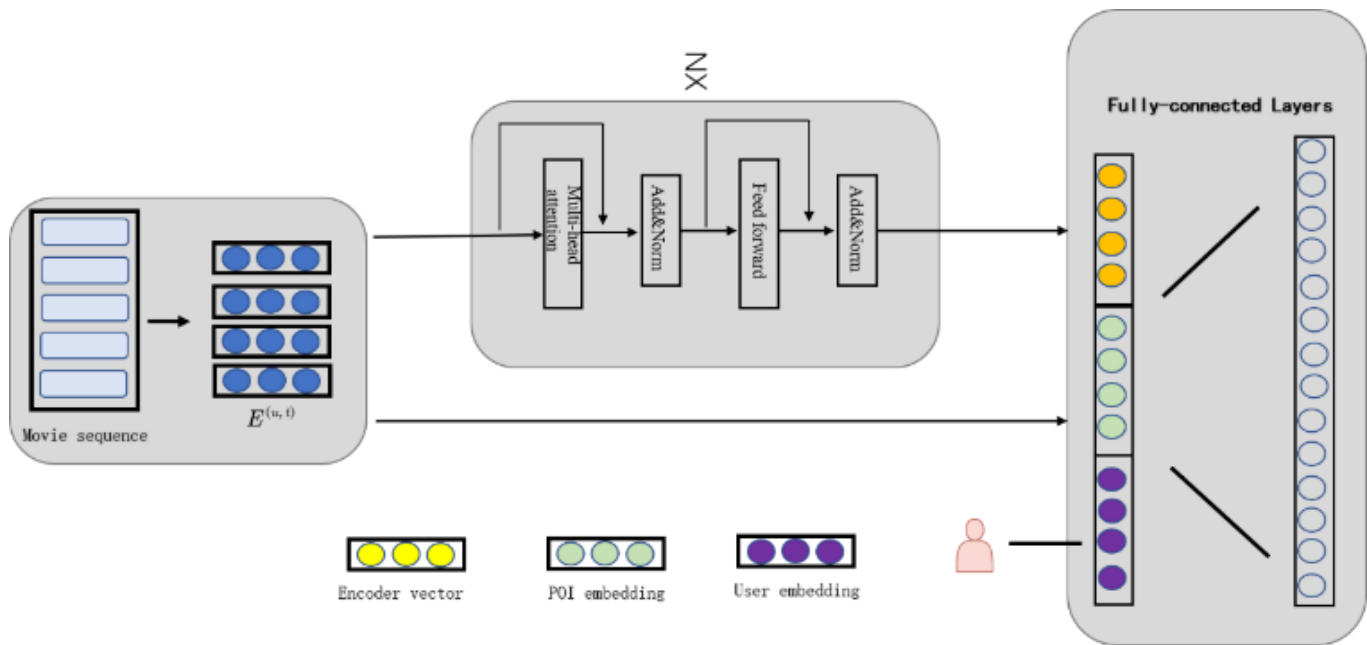 NX
Fully-connected Layers
Multi-head
attention
Add&Norm
Feed forward
Add&Norm
E^{(u, t)}
Movie sequence
Encoder vector
POI embedding
User embedding